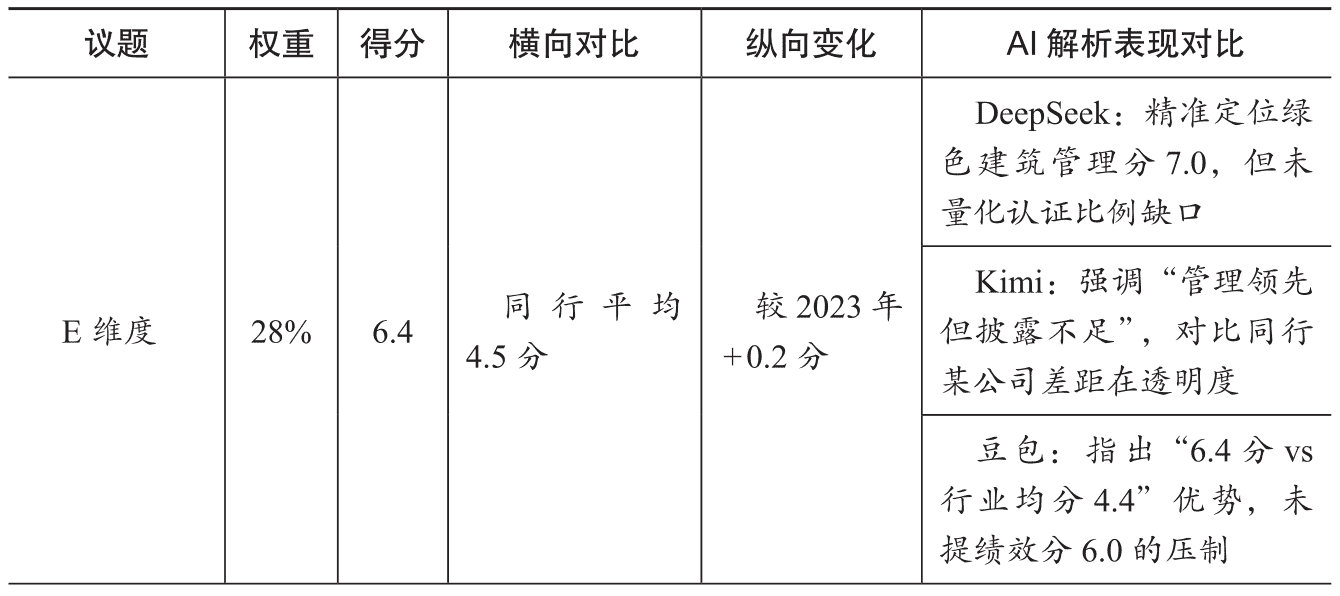 议题 权重 得分 横向对比 纵向变化 AI 解析表现对比
E 维度 28% 6.4
同行平均
4.5 分
较 2023 年
+0.2 分
DeepSeek：精准定位绿
色建筑管理分 7.0，但未
量化认证比例缺口
Kimi：强调“管理领先
但披露不足”，对比同行
某公司差距在透明度
豆包：指出“6.4 分 vs
行业均分 4.4”优势，未
提绩效分 6.0 的压制